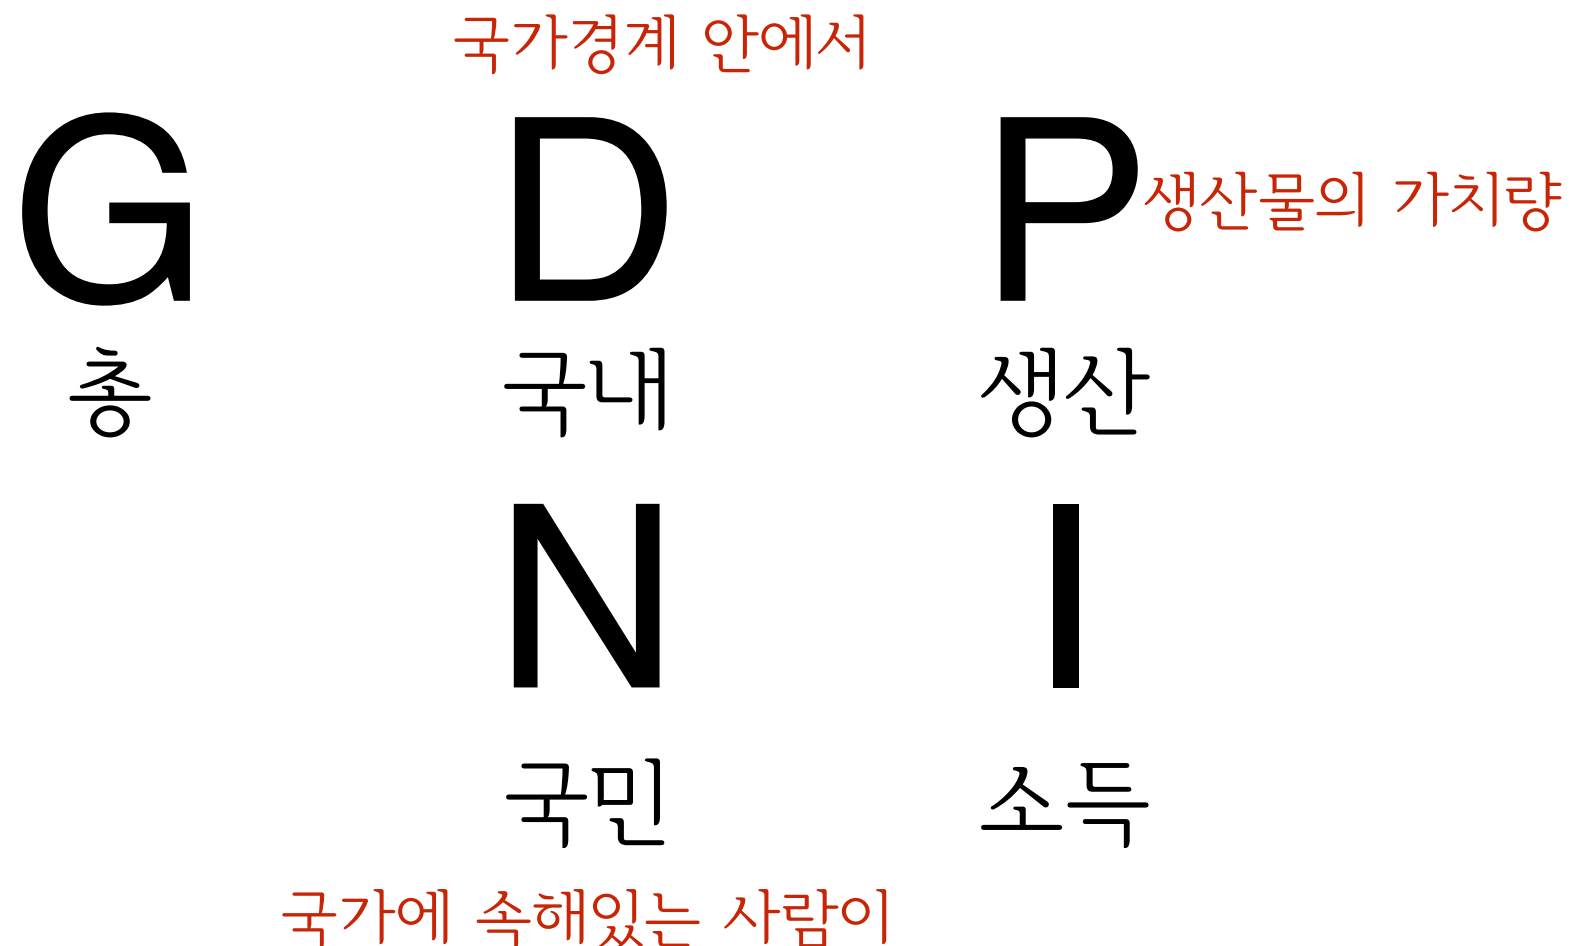 국가경계 안에서
G D P
생산물의 가치량
총 국내 생산
N I
국민 소득
국가에 속해있는 사람이